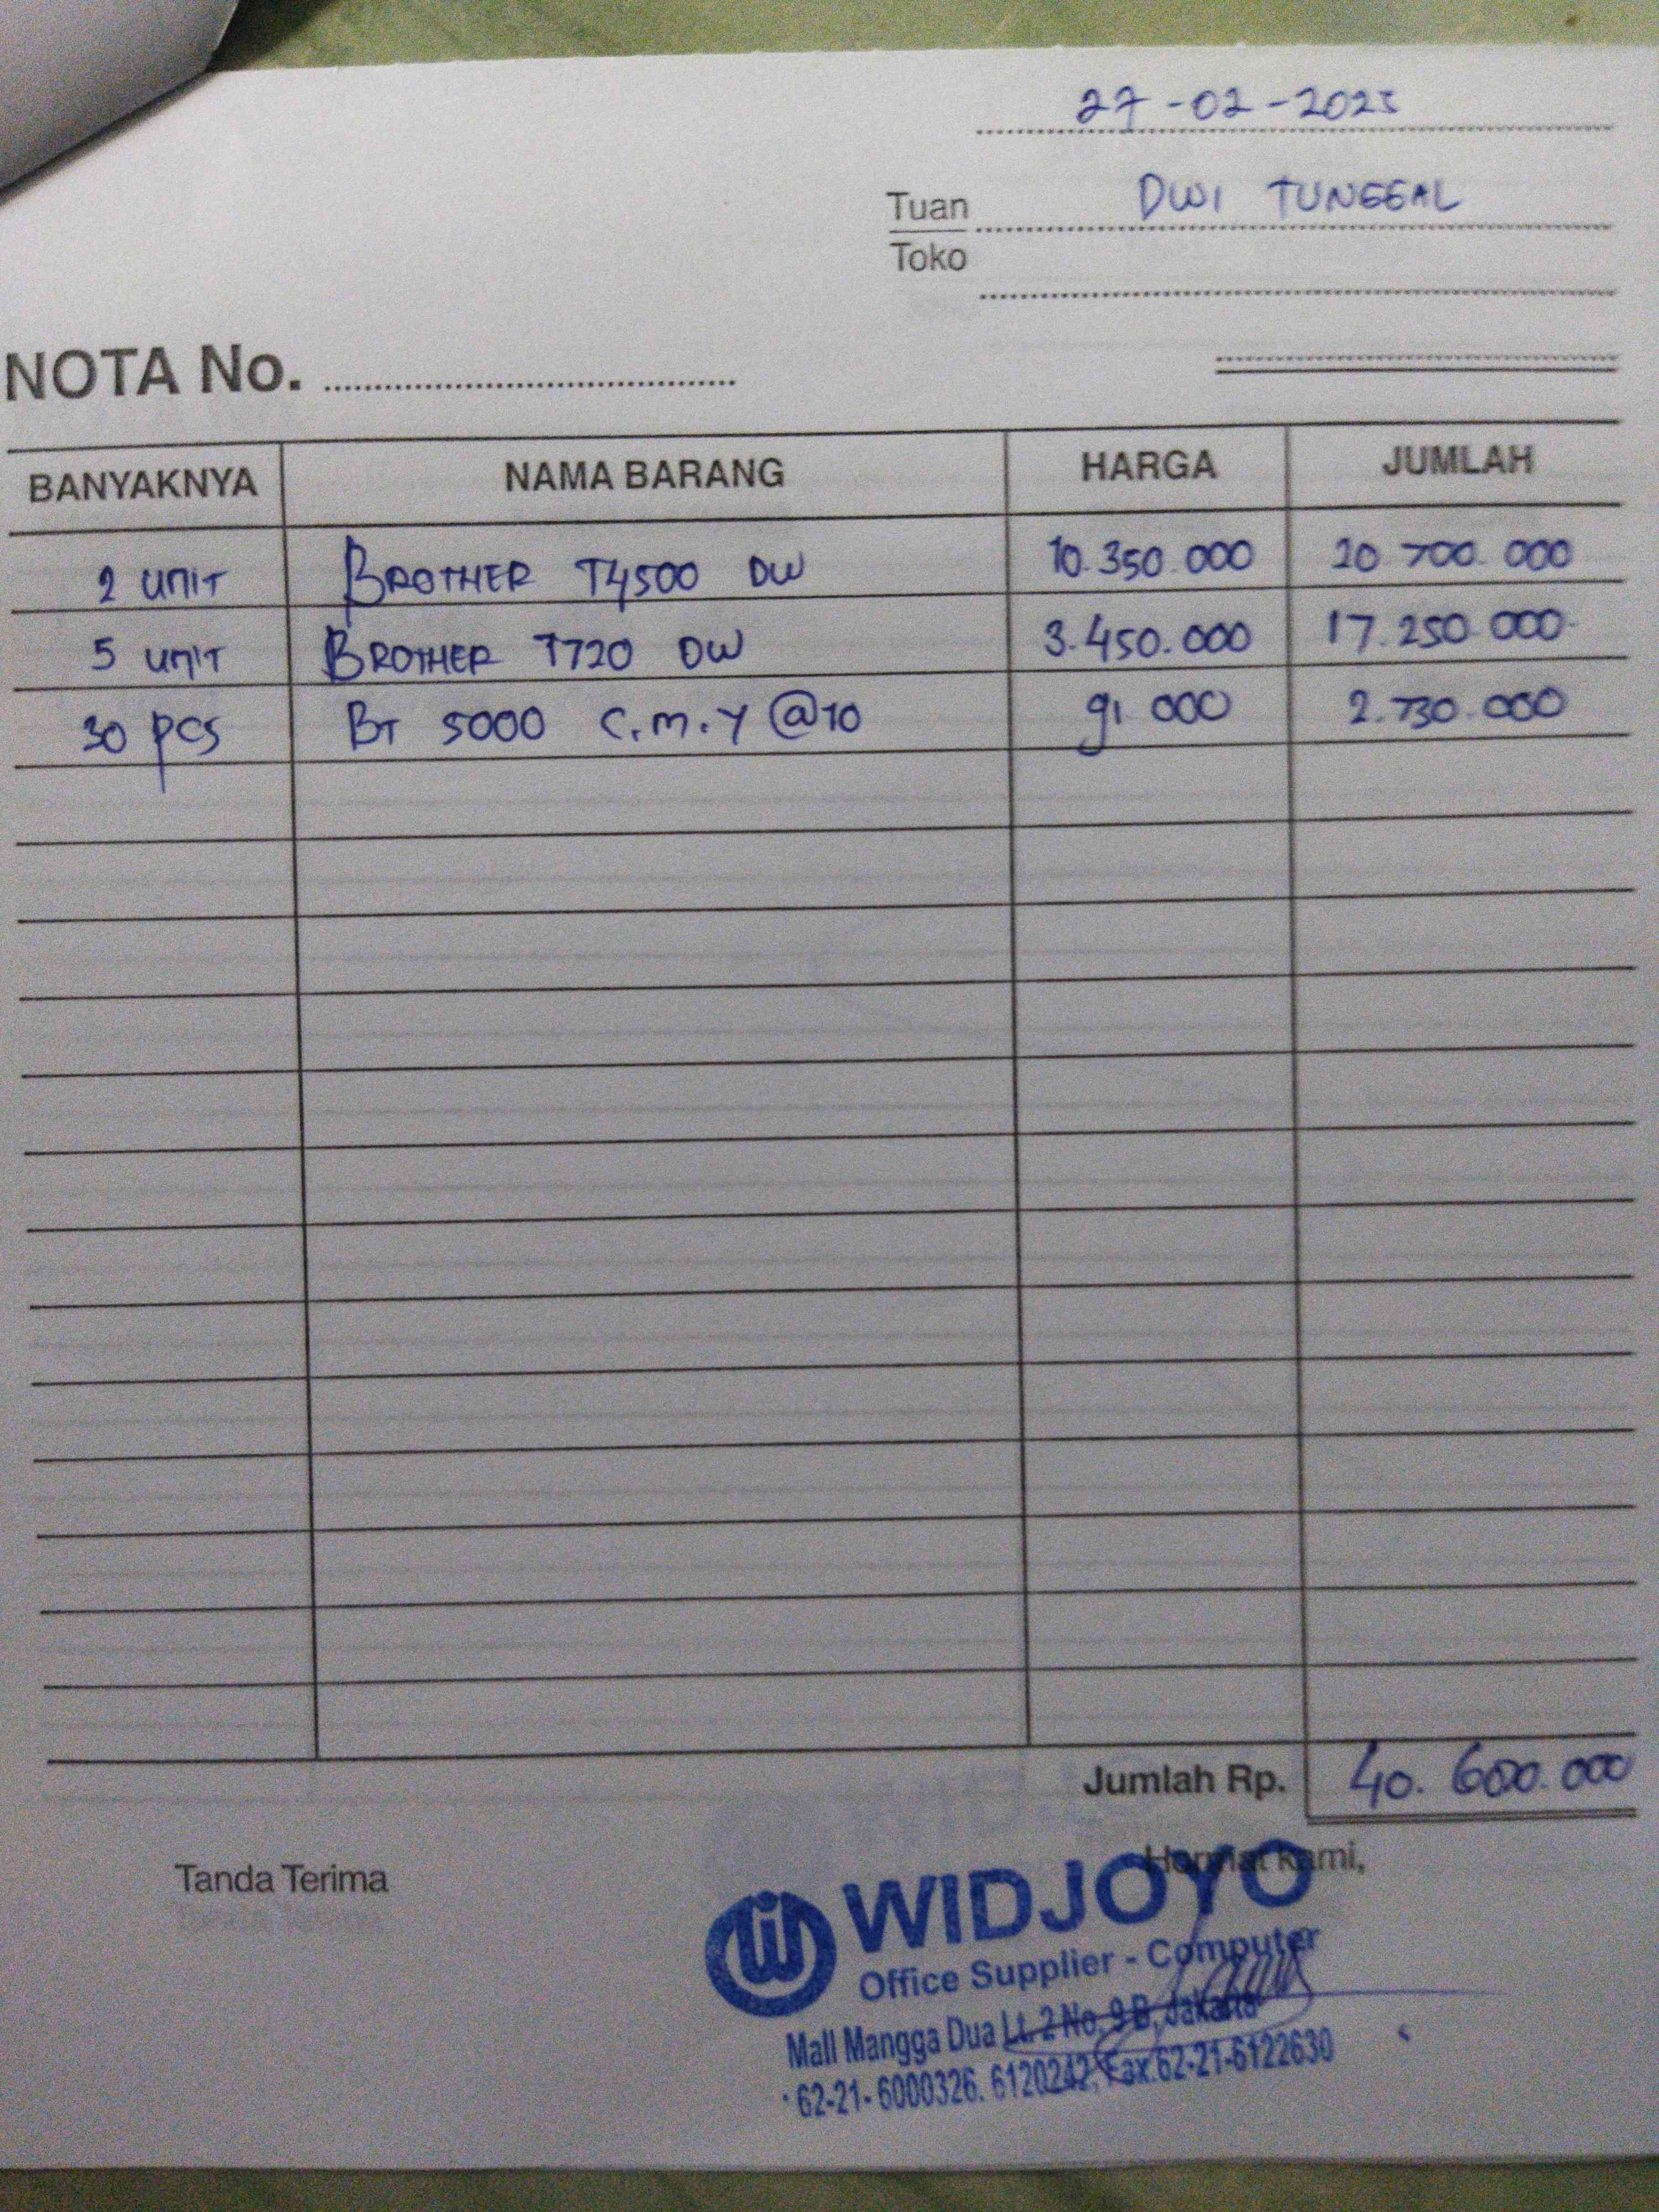 27-02-2025
Tuan DWI TUNGGAL
Toko
NOTA No.
BANYAKNYA NAMA BARANG HARGA JUMLAH
2 UNIT BROTHER T4500 DW 10.350.000 20 700.000
5 UNIT BROTHER T720 DW 3.450.000 17.250.000
30 PCS BT 5000 C.M.Y @10 91 000 2.730.000
Jumlah Rp. 40.600.000
Tanda Terima Hormat kami,
WIDJOYO
Office Supplier - Computer
Mall Mangga Dua Lt. 2 No. 9 B, Jakarta
62-21- 6000326. 6120242, Fax.62-21-6122630